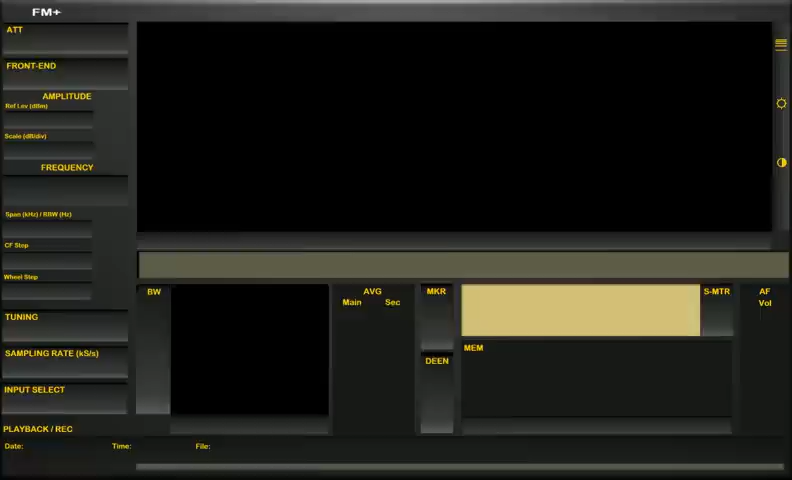 FM+
ATT
FRONT-END
AMPLITUDE
Ref Lev (dBm)
Scale (dB/div)
FREQUENCY
Span (kHz) / RBW (Hz)
CF Step
Wheel Step
TUNING
SAMPLING RATE (kS/s)
INPUT SELECT
PLAYBACK / REC
Date: Time: File:
BW
AVG
Main Sec
MKR
DEEN
S-MTR
MEM
AF
Vol